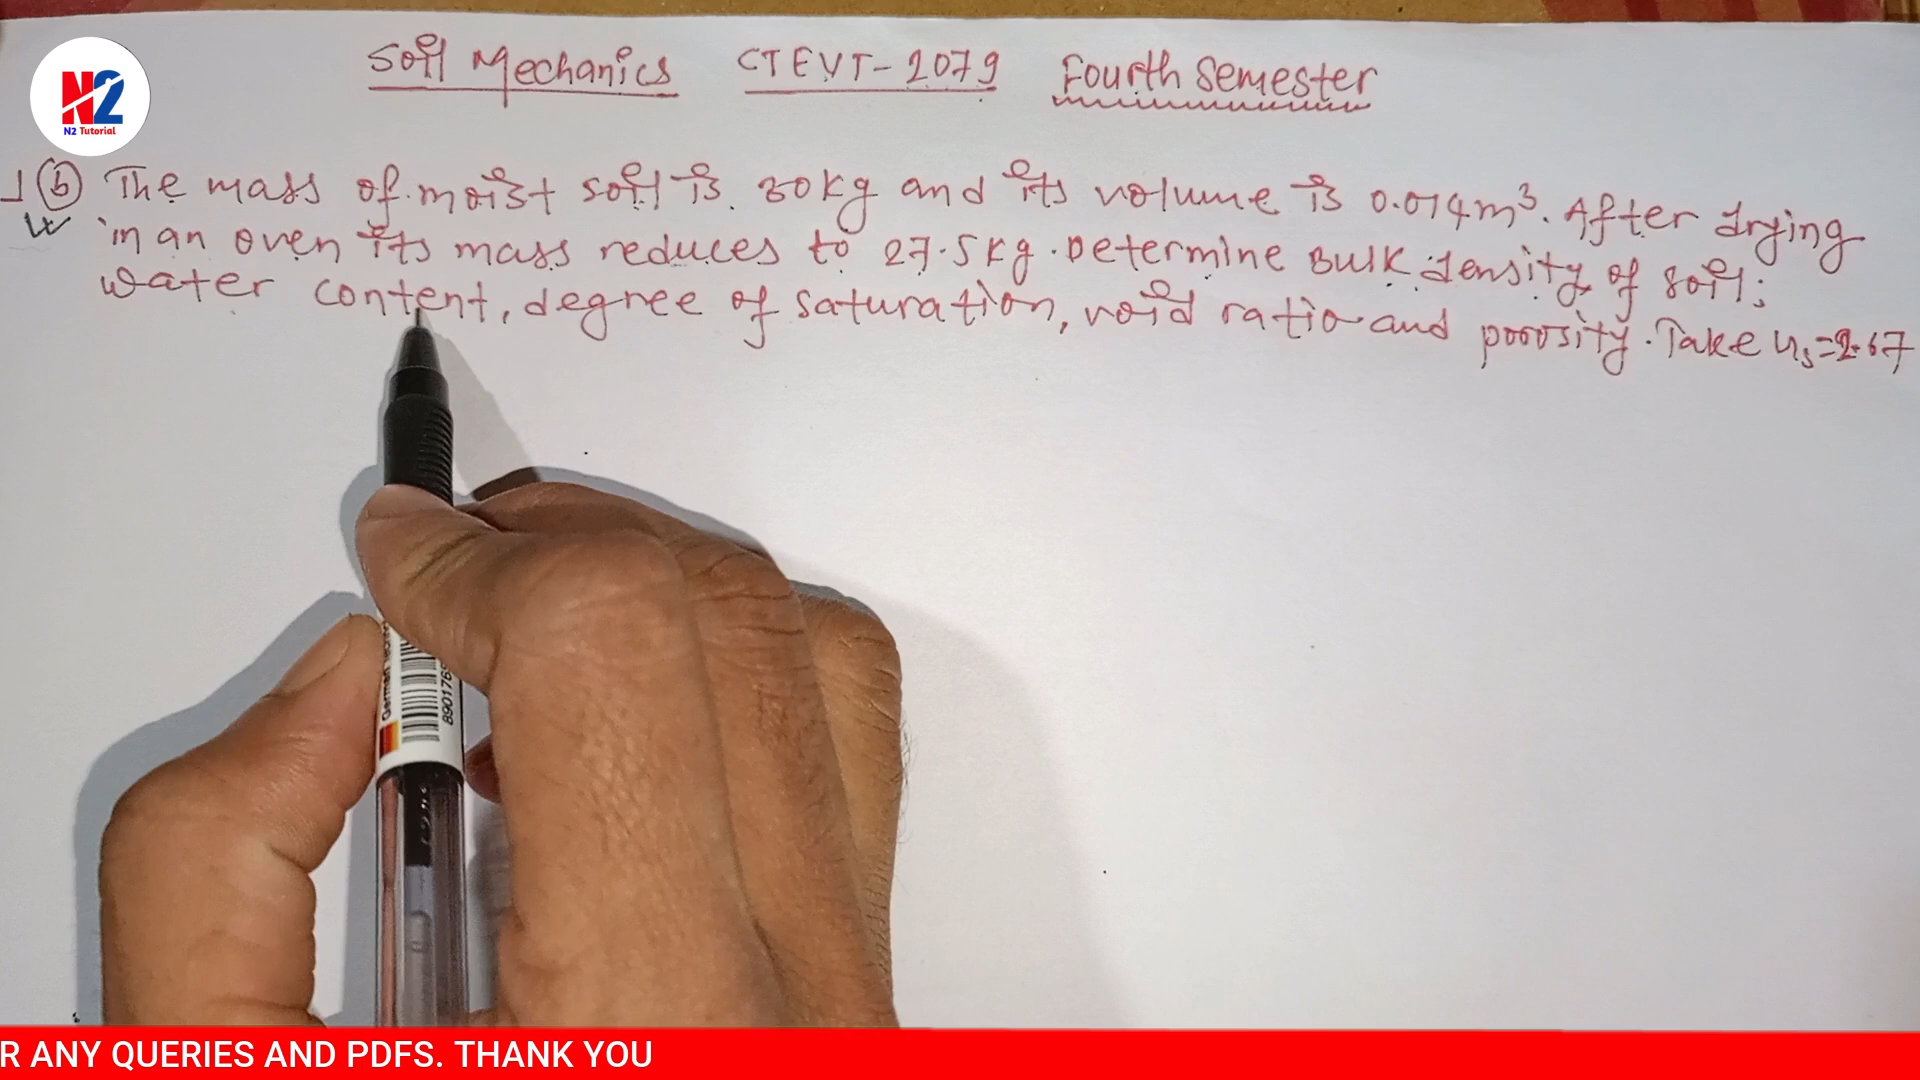 N2
N2 Tutorial
Soil Mechanics CTEVT-2079 Fourth Semester
1 (b) The mass of moist soil is 30kg and its volume is 0.014m³. After drying
in an oven its mass reduces to 27.5kg. Determine Bulk density of soil;
water content, degree of saturation, void ratio and porosity. Take Gs=2.67
German Techno
890176
R ANY QUERIES AND PDFS. THANK YOU